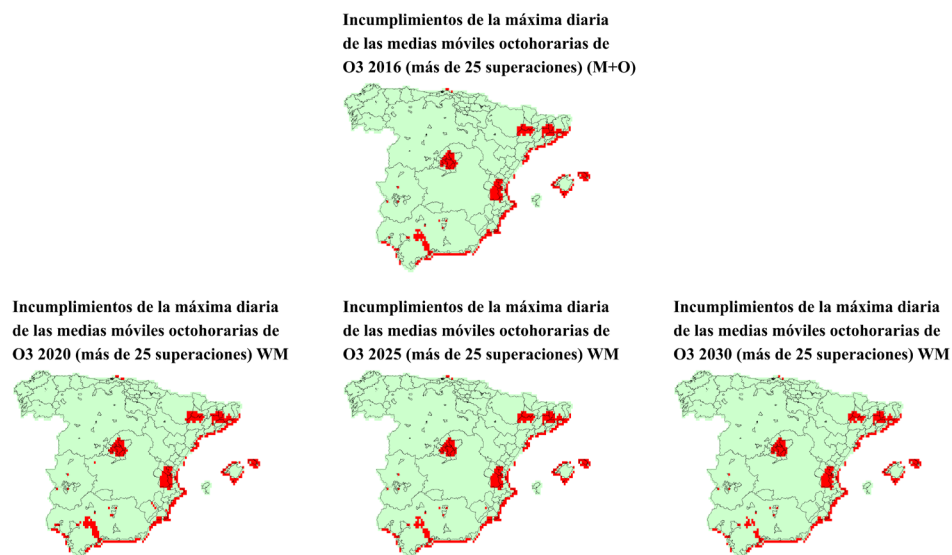 Incumplimientos de la máxima diaria
de las medias móviles octohorarias de
O3 2016 (más de 25 superaciones) (M+O)
Incumplimientos de la máxima diaria
de las medias móviles octohorarias de
O3 2020 (más de 25 superaciones) WM
Incumplimientos de la máxima diaria
de las medias móviles octohorarias de
O3 2025 (más de 25 superaciones) WM
Incumplimientos de la máxima diaria
de las medias móviles octohorarias de
O3 2030 (más de 25 superaciones) WM